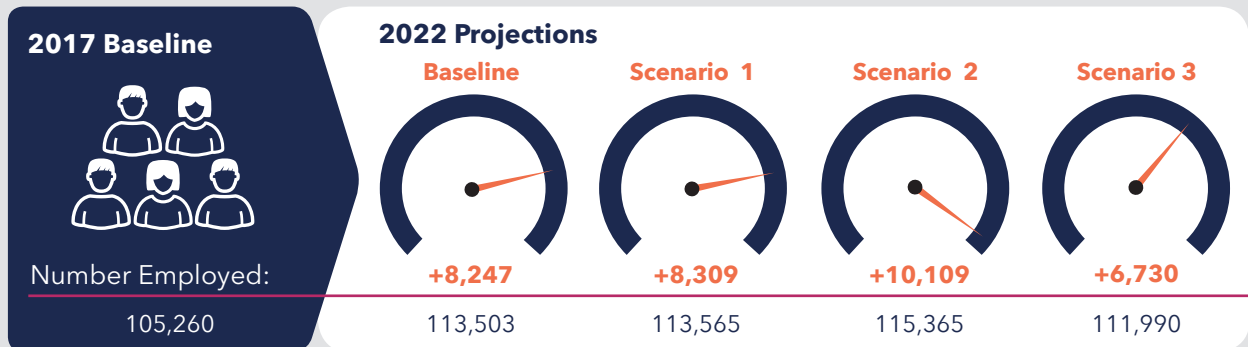 2017 Baseline
Number Employed:
105,260
2022 Projections
Baseline Scenario 1 Scenario 2 Scenario 3
+8,247 +8,309 +10,109 +6,730
113,503 113,565 115,365 111,990